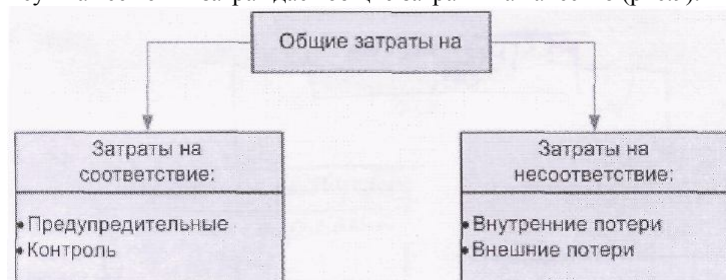 Общие затраты на
Затраты на
соответствие:
• Предупредительные
• Контроль
Затраты на
несоответствие:
• Внутренние потери
• Внешние потери